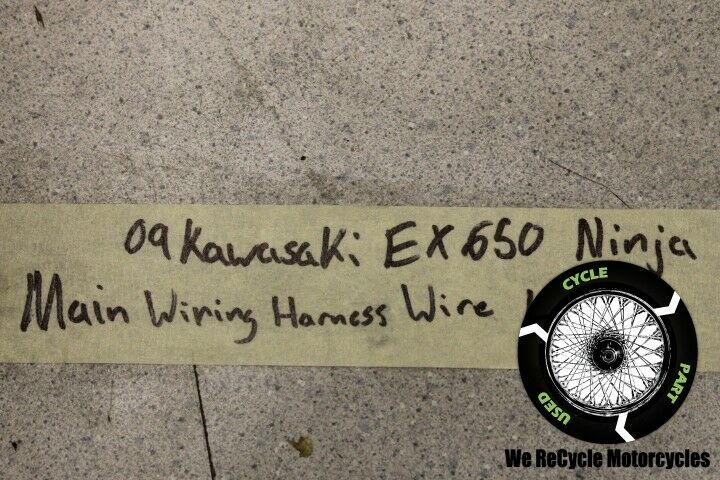 09 Kawasaki EX650 Ninja
Main Wiring Harness Wire
CYCLE
PART
USED
We ReCycle Motorcycles